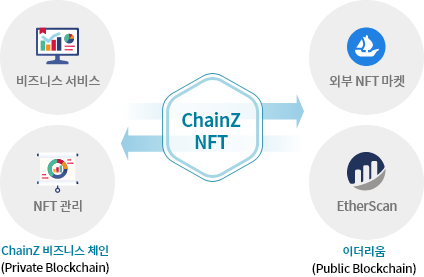 비즈니스 서비스
외부 NFT 마켓
ChainZ
NFT
NFT 관리
EtherScan
ChainZ 비즈니스 체인
(Private Blockchain)
이더리움
(Public Blockchain)